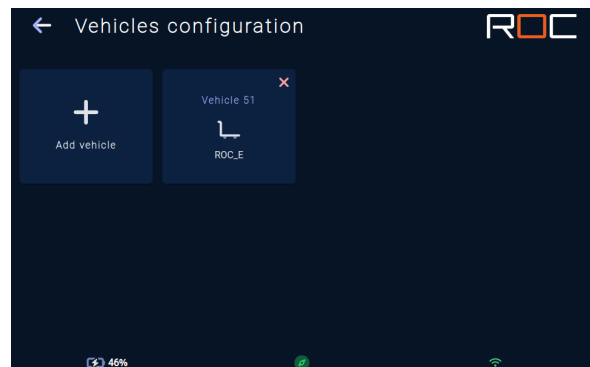 Vehicles configuration
ROC
Add vehicle
Vehicle 51
ROC_E
46%